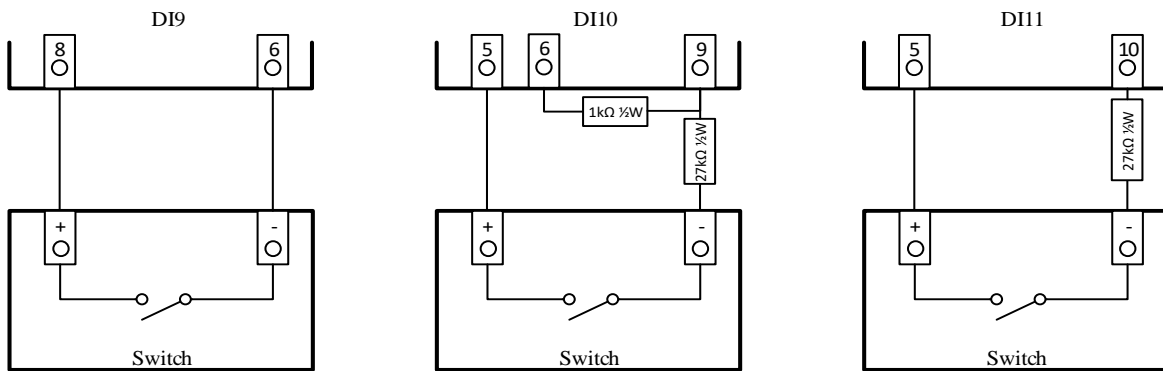 DI9 DI10 DI11
8 6 5 6 9 5 10
1kΩ ½W
27kΩ ½W
27kΩ ½W
+ - + - + -
Switch Switch Switch